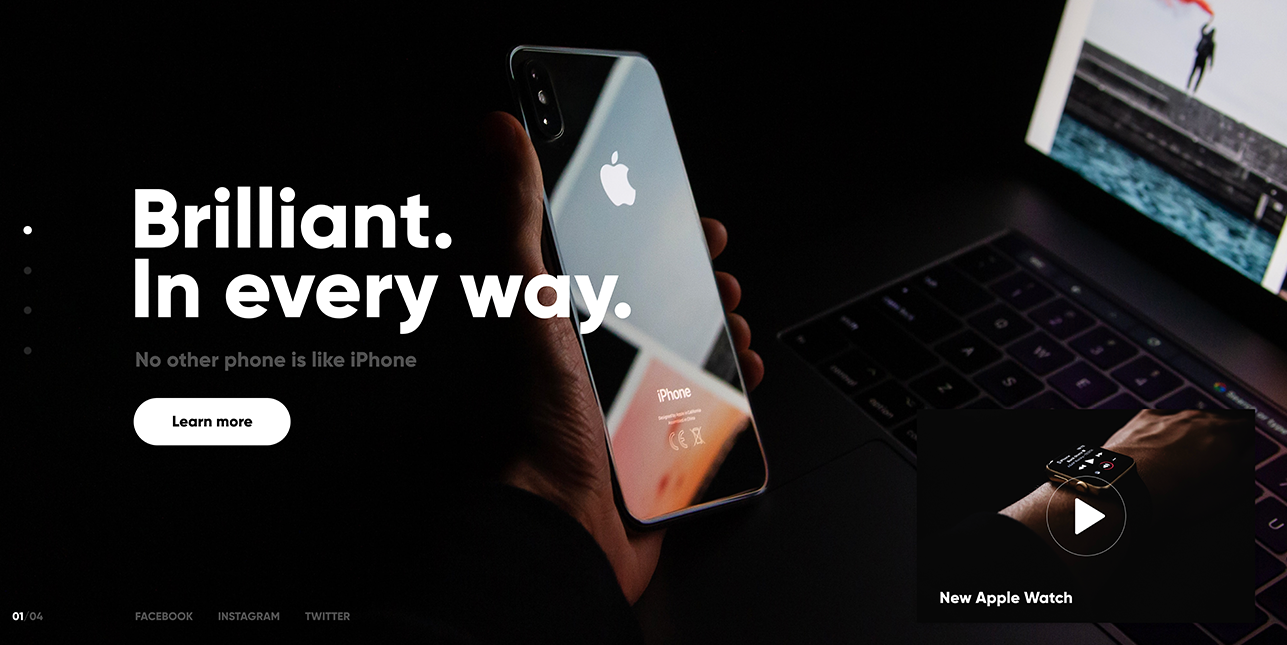 Brilliant.
In every way.
No other phone is like iPhone
Learn more
iPhone
New Apple Watch
01/04
FACEBOOK INSTAGRAM TWITTER